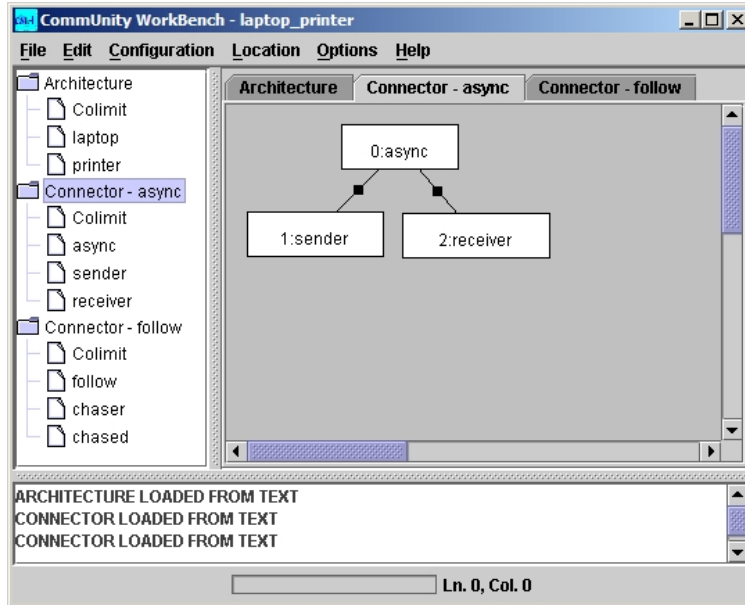 CommUnity WorkBench - laptop_printer
File Edit Configuration Location Options Help
Architecture
Colimit
laptop
printer
Connector - async
Colimit
async
sender
receiver
Connector - follow
Colimit
follow
chaser
chased
Architecture Connector - async Connector - follow
0:async
1:sender 2:receiver
ARCHITECTURE LOADED FROM TEXT
CONNECTOR LOADED FROM TEXT
CONNECTOR LOADED FROM TEXT
Ln. 0, Col. 0